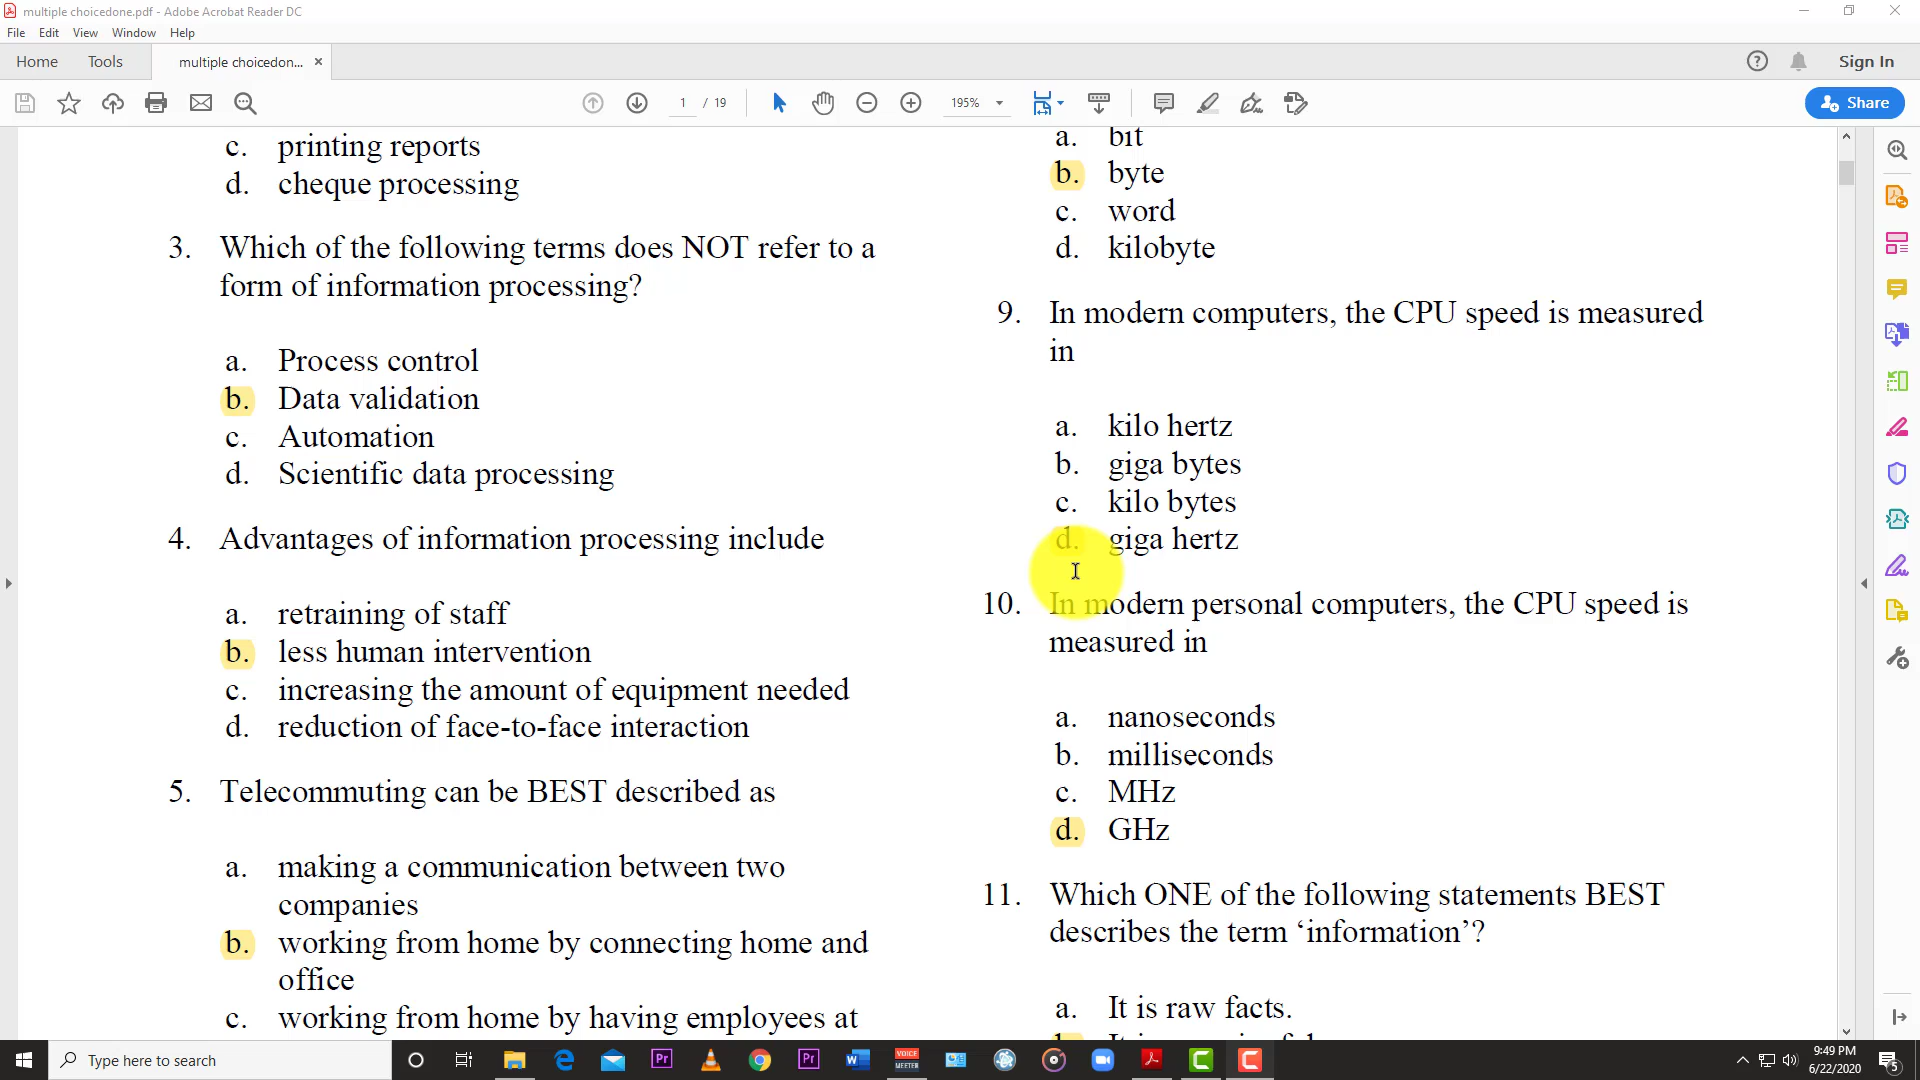 multiple choicedone.pdf - Adobe Acrobat Reader DC
File Edit View Window Help
Home Tools multiple choicedon... × Sign In
1 / 19 195% Share
c. printing reports
d. cheque processing
3. Which of the following terms does NOT refer to a
form of information processing?
a. Process control
b. Data validation
c. Automation
d. Scientific data processing
4. Advantages of information processing include
a. retraining of staff
b. less human intervention
c. increasing the amount of equipment needed
d. reduction of face-to-face interaction
5. Telecommuting can be BEST described as
a. making a communication between two
companies
b. working from home by connecting home and
office
c. working from home by having employees at
a. bit
b. byte
c. word
d. kilobyte
9. In modern computers, the CPU speed is measured
in
a. kilo hertz
b. giga bytes
c. kilo bytes
d. giga hertz
10. In modern personal computers, the CPU speed is
measured in
a. nanoseconds
b. milliseconds
c. MHz
d. GHz
11. Which ONE of the following statements BEST
describes the term ‘information’?
a. It is raw facts.
Type here to search
Pr
Pr
VOICE
MEETER
9:49 PM
6/22/2020
5